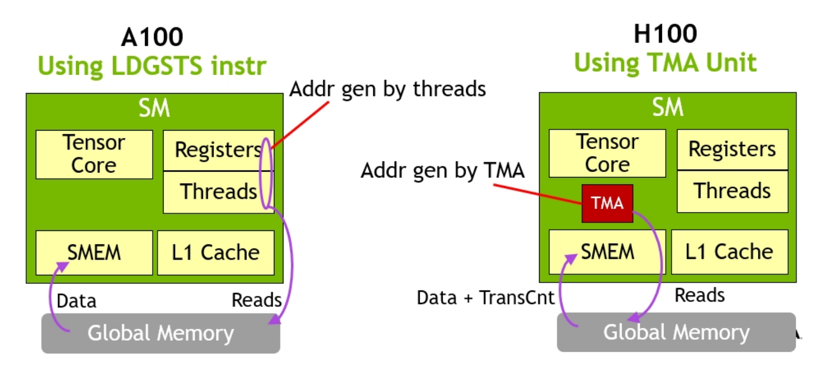 A100
Using LDGSTS instr
Addr gen by threads
SM
Tensor
Core
Registers
Threads
SMEM
L1 Cache
Data
Reads
Global Memory
H100
Using TMA Unit
Addr gen by TMA
SM
Tensor
Core
Registers
Threads
TMA
SMEM
L1 Cache
Data + TransCnt
Reads
Global Memory